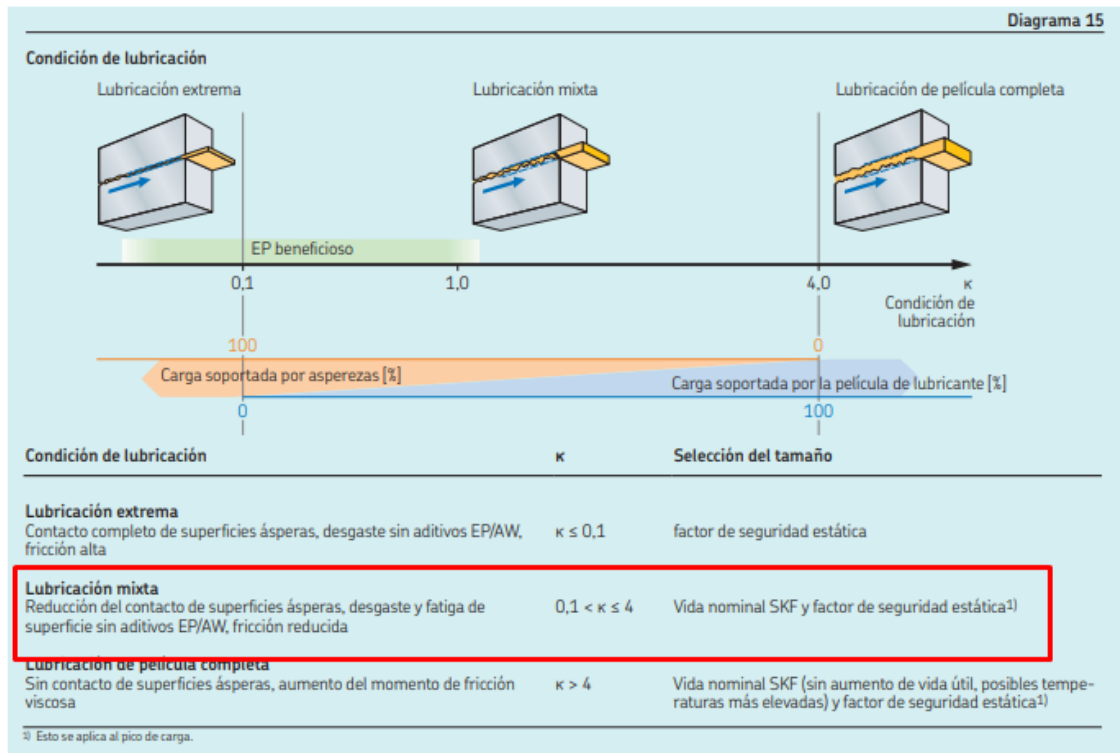 Diagrama 15
Condición de lubricación
Lubricación extrema
Lubricación mixta
Lubricación de película completa
EP beneficioso
0,1
1,0
4,0
κ
Condición de
lubricación
100
0
Carga soportada por asperezas [%]
Carga soportada por la película de lubricante [%]
0
100
Condición de lubricación κ Selección del tamaño
Lubricación extrema
Contacto completo de superficies ásperas, desgaste sin aditivos EP/AW, κ ≤ 0,1 factor de seguridad estática
fricción alta
Lubricación mixta
Reducción del contacto de superficies ásperas, desgaste y fatiga de 0,1 < κ ≤ 4 Vida nominal SKF y factor de seguridad estática1)
superficie sin aditivos EP/AW, fricción reducida
Lubricación de película completa
Sin contacto de superficies ásperas, aumento del momento de fricción κ > 4 Vida nominal SKF (sin aumento de vida útil, posibles tempe-
viscosa raturas más elevadas) y factor de seguridad estática1)
1) Esto se aplica al pico de carga.